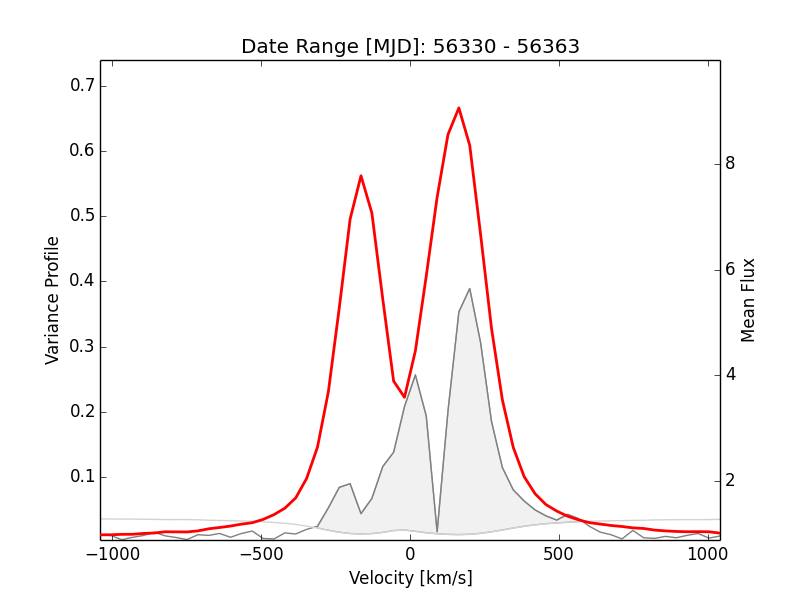 Date Range [MJD]: 56330 - 56363
0.7
0.6
0.5
0.4
0.3
0.2
0.1
Variance Profile
8
6
4
2
Mean Flux
−1000 −500 0 500 1000
Velocity [km/s]